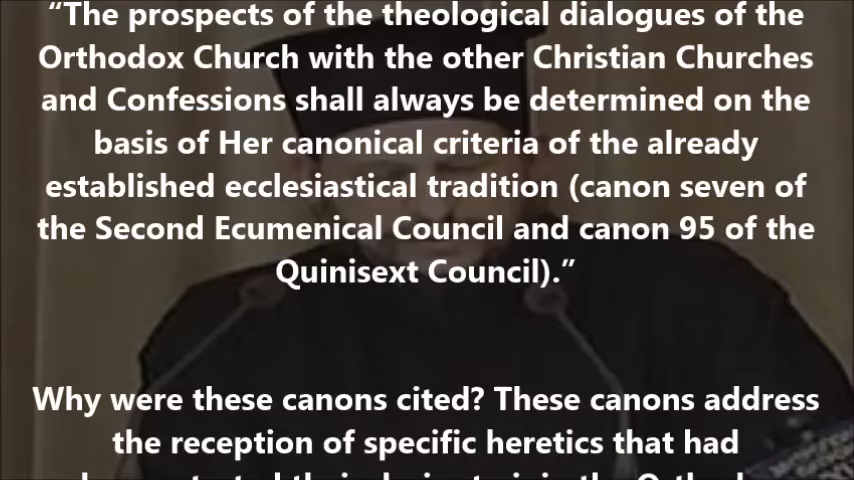 “The prospects of the theological dialogues of the
Orthodox Church with the other Christian Churches
and Confessions shall always be determined on the
basis of Her canonical criteria of the already
established ecclesiastical tradition (canon seven of
the Second Ecumenical Council and canon 95 of the
Quinisext Council).”
Why were these canons cited? These canons address
the reception of specific heretics that had